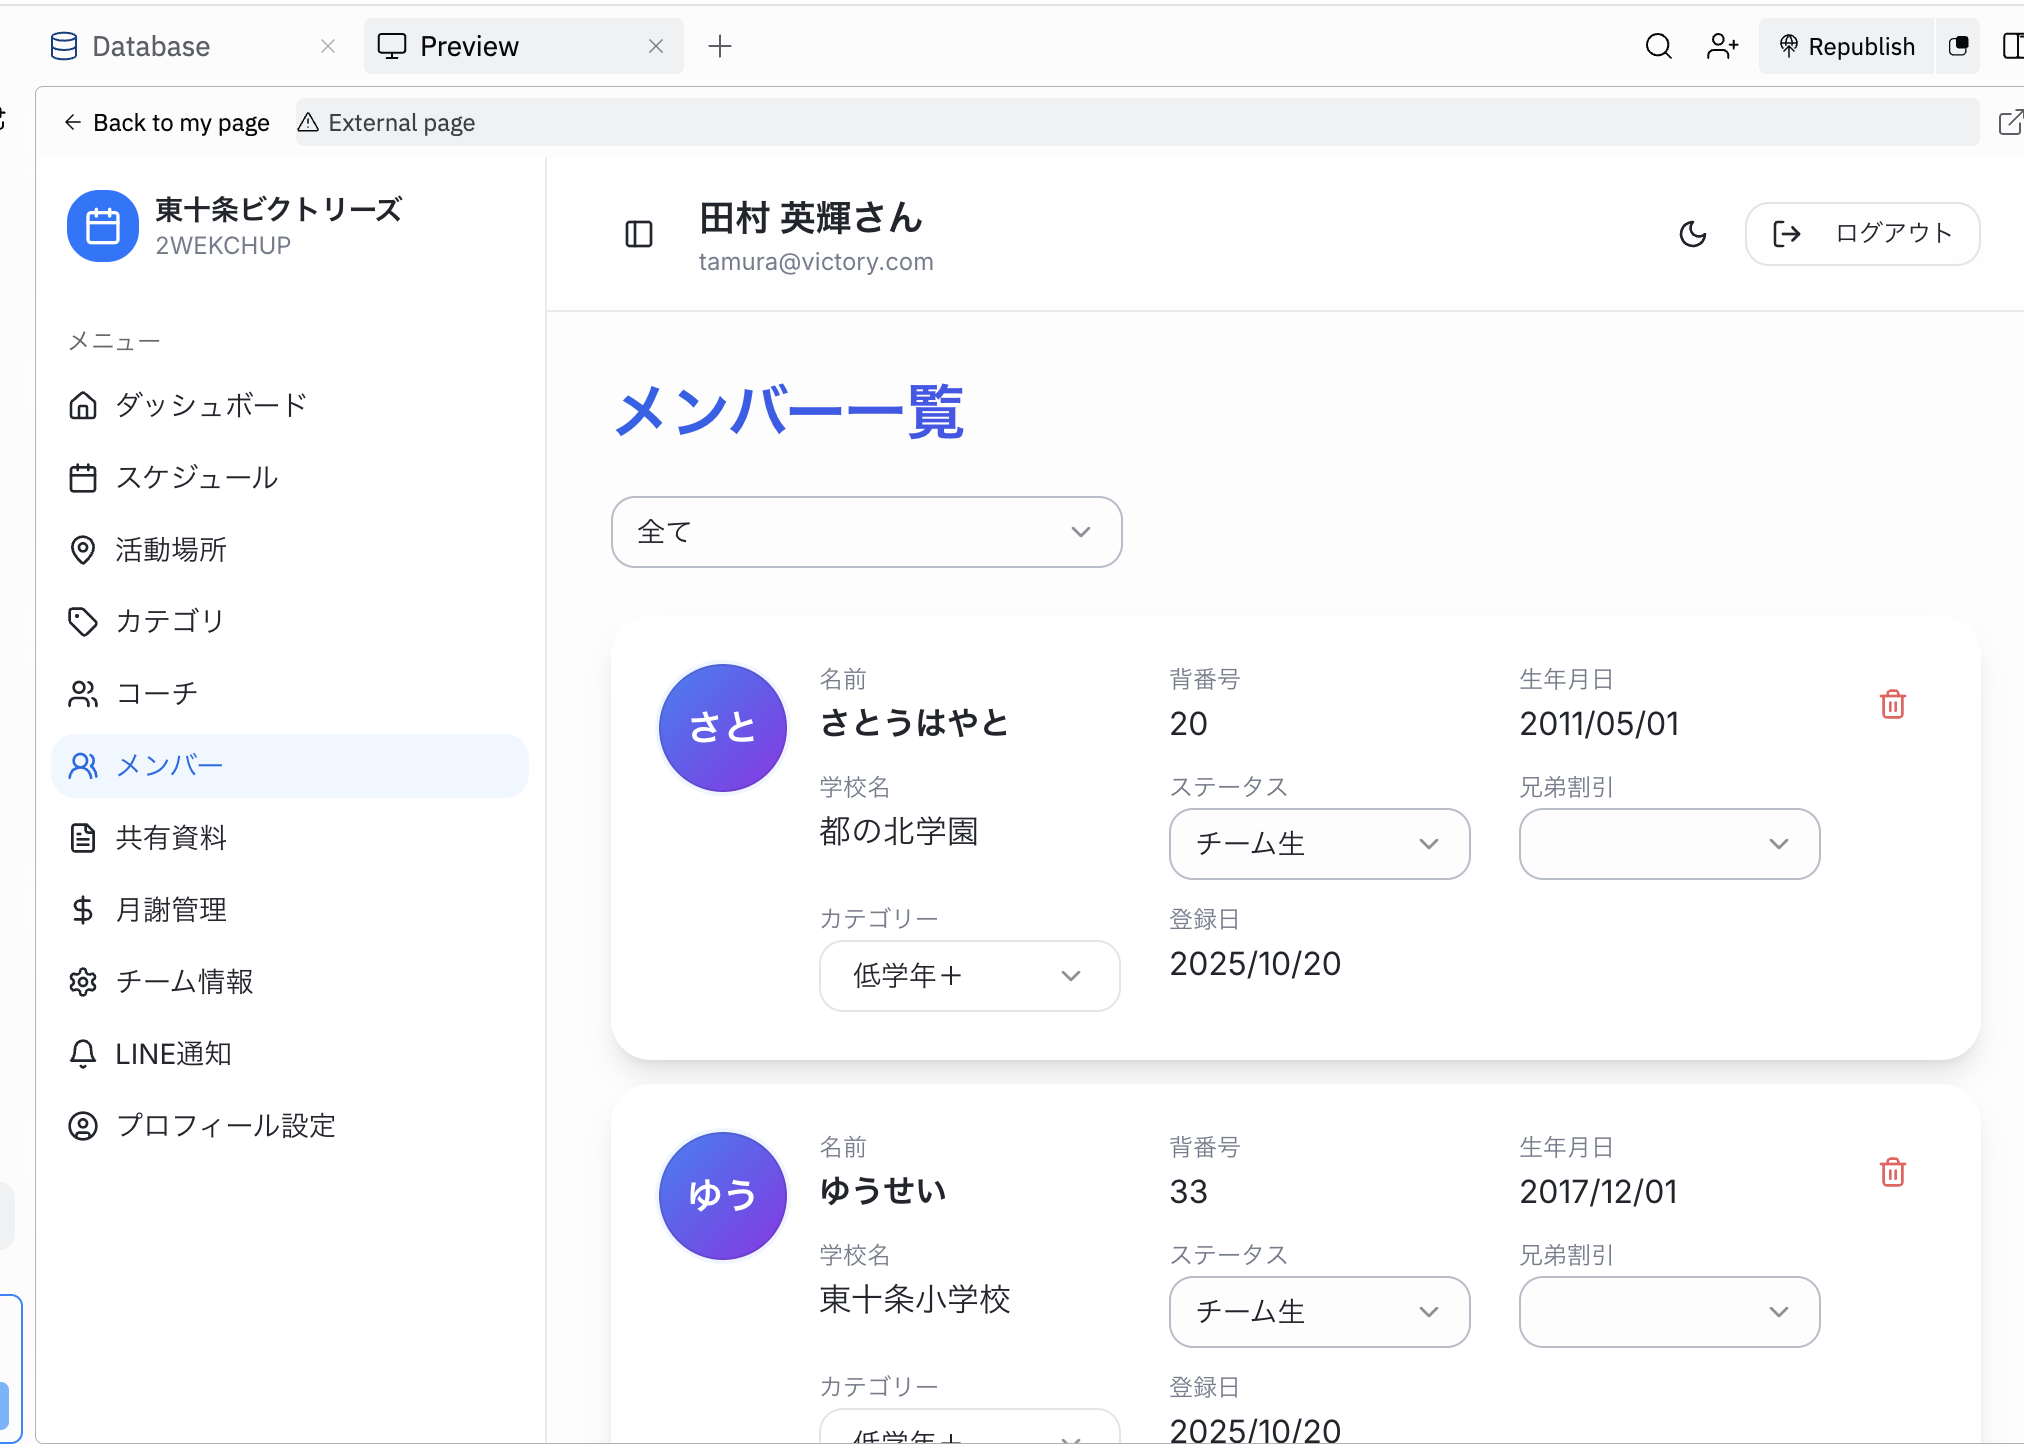 Database
Preview
Republish
Back to my page
External page
東十条ビクトリーズ
2WEKCHUP
メニュー
ダッシュボード
スケジュール
活動場所
カテゴリ
コーチ
メンバー
共有資料
月謝管理
チーム情報
LINE通知
プロフィール設定
田村 英輝さん
tamura@victory.com
ログアウト
メンバー一覧
全て
さと
名前
さとうはやと
背番号
20
生年月日
2011/05/01
学校名
都の北学園
ステータス
チーム生
兄弟割引
カテゴリー
低学年＋
登録日
2025/10/20
ゆう
名前
ゆうせい
背番号
33
生年月日
2017/12/01
学校名
東十条小学校
ステータス
チーム生
兄弟割引
カテゴリー
低学年＋
登録日
2025/10/20